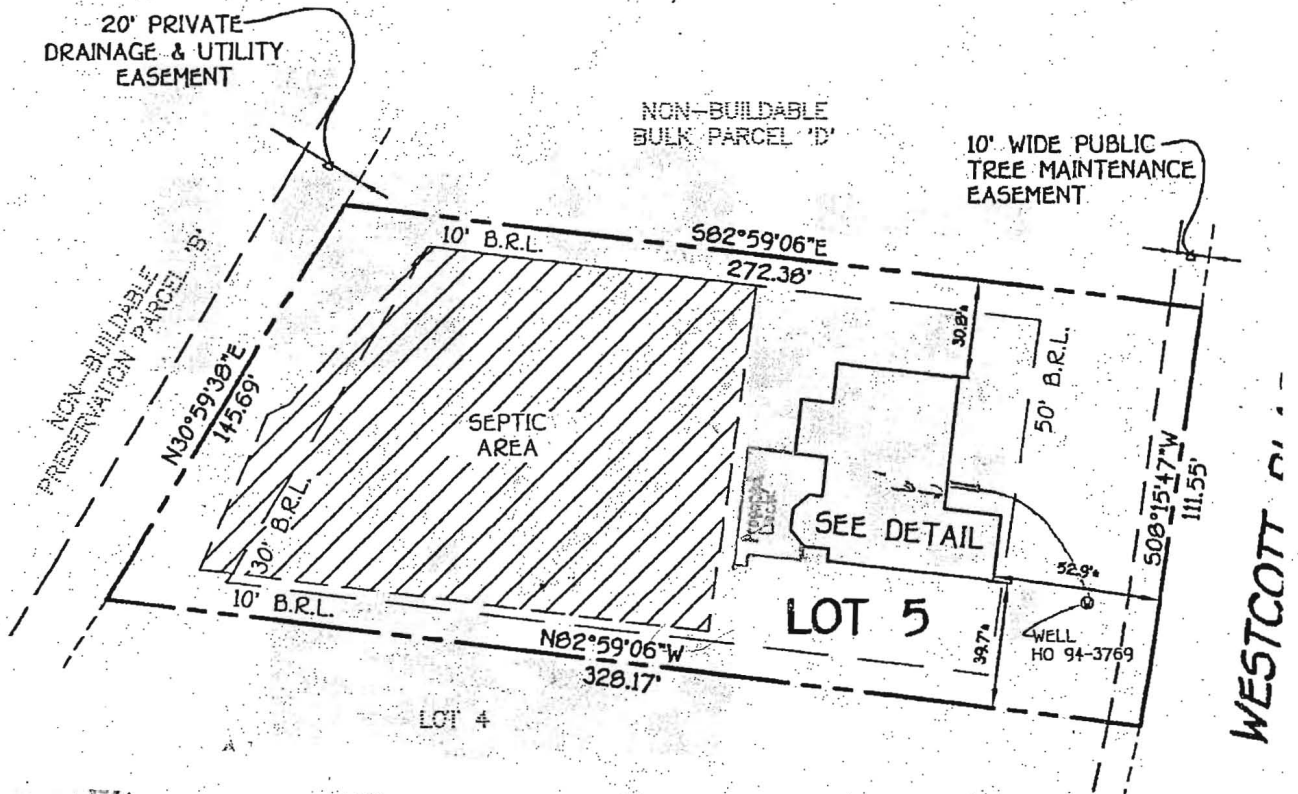 20' PRIVATE
DRAINAGE & UTILITY
EASEMENT
NON-BUILDABLE
BULK PARCEL 'D'
10' WIDE PUBLIC
TREE MAINTENANCE
EASEMENT
NON-BUILDABLE
PRESERVATION PARCEL 'B'
N30°59'38"E
145.69'
10' B.R.L.
S82°59'06"E
272.38'
30.8'±
50' B.R.L.
S08°15'47"W
111.55'
WESTCOTT
SEPTIC
AREA
30' B.R.L.
PROPOSED
DECK
SEE DETAIL
52.9'±
LOT 5
39.7'±
WELL
HO 94-3769
10' B.R.L.
N82°59'06"W
328.17'
LOT 4